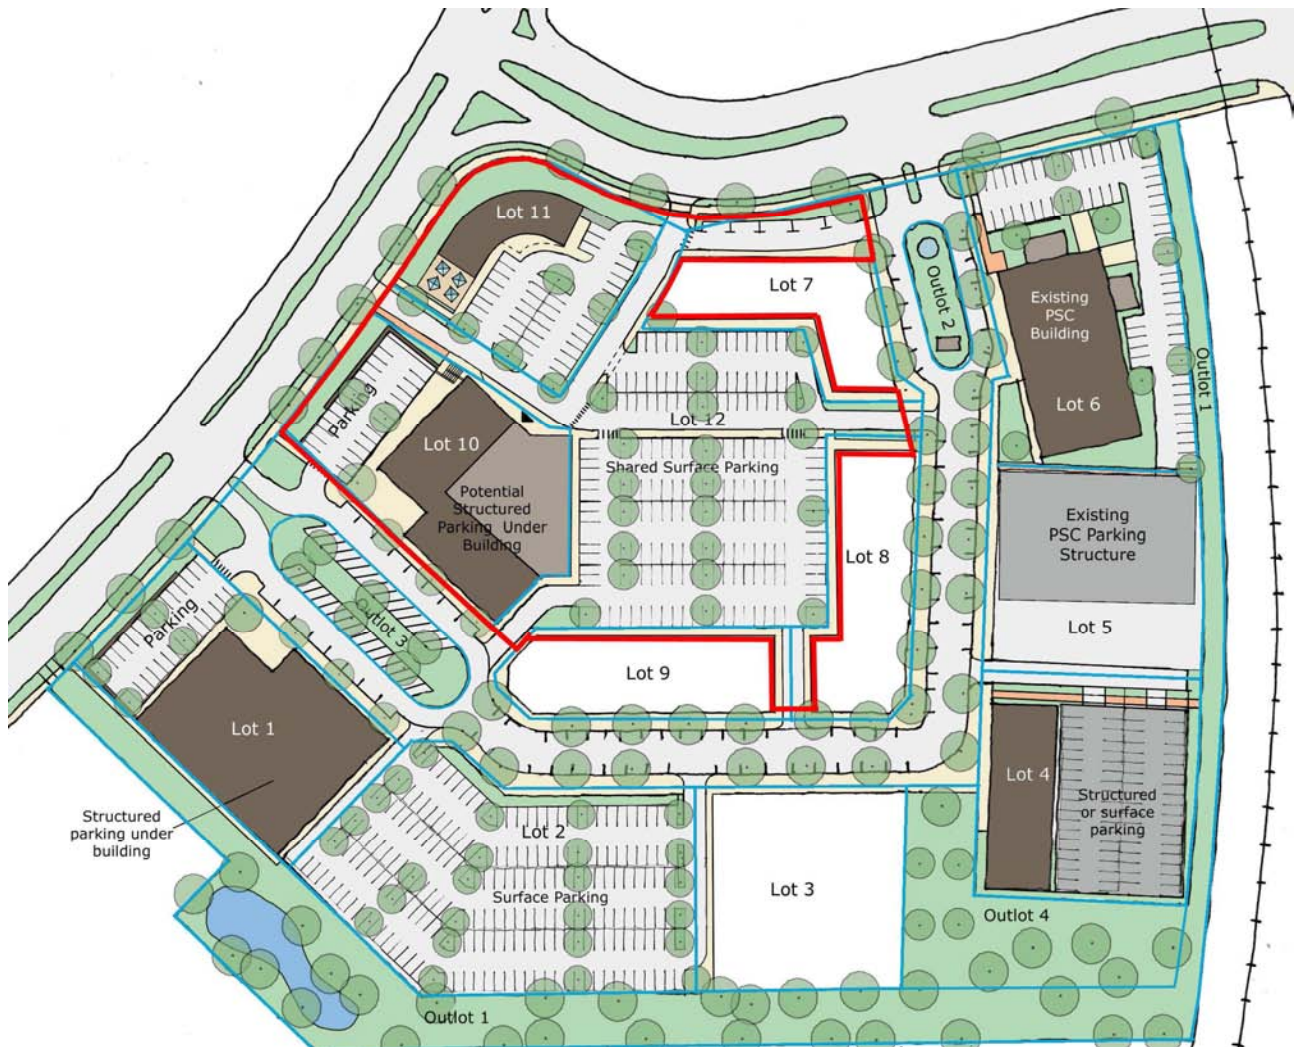 Lot 11
Lot 7
Outlot 2
Existing
PSC
Building
Outlot 1
Lot 6
Parking
Lot 10
Lot 12
Shared Surface Parking
Potential
Structured
Parking Under
Building
Existing
PSC Parking
Structure
Lot 8
Lot 5
Parking
Outlot 3
Lot 9
Lot 1
Structured
parking under
building
Lot 2
Surface Parking
Lot 3
Lot 4
Structured
or surface
parking
Outlot 4
Outlot 1